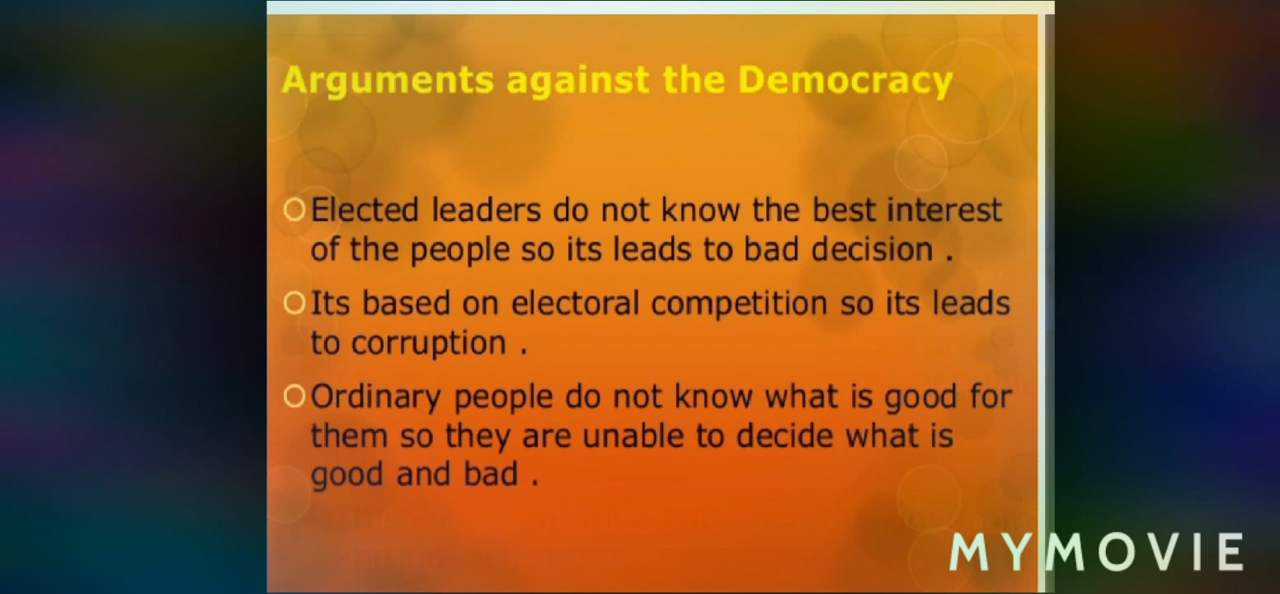 Arguments against the Democracy
Elected leaders do not know the best interest
of the people so its leads to bad decision .
Its based on electoral competition so its leads
to corruption .
Ordinary people do not know what is good for
them so they are unable to decide what is
good and bad .
MYMOVIE